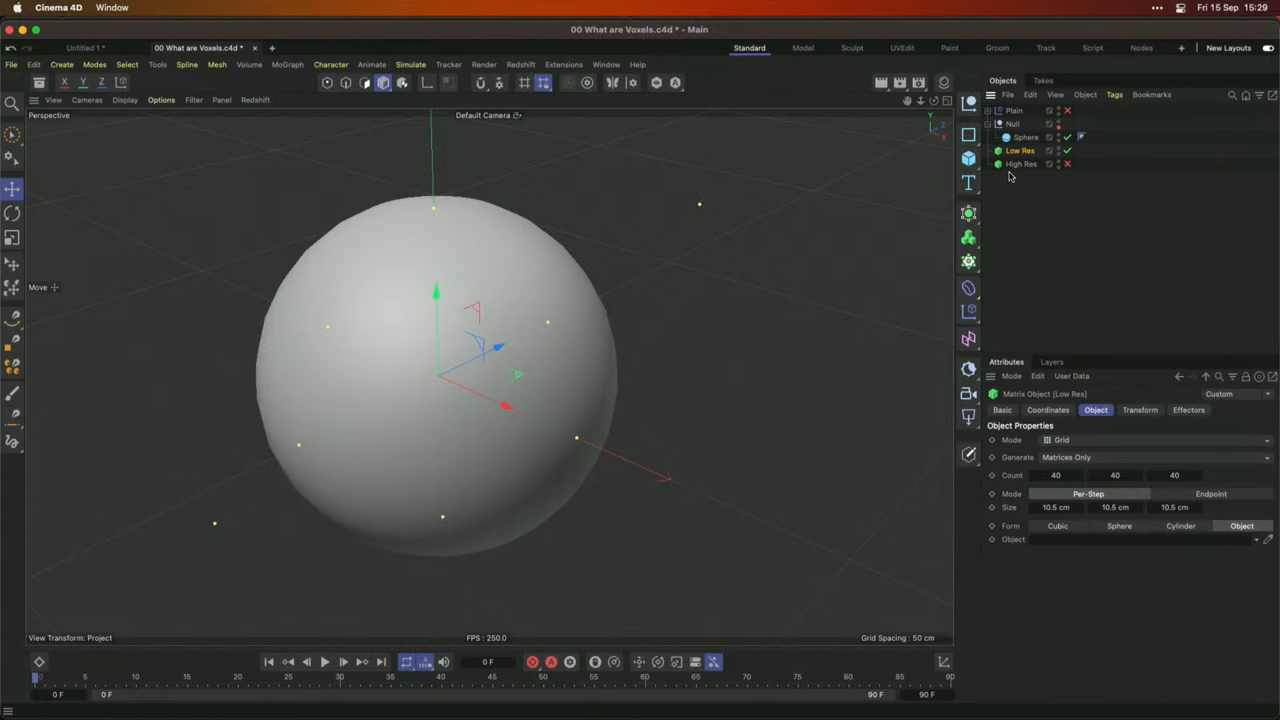 Cinema 4D Window Fri 15 Sep 15:29
00 What are Voxels.c4d * - Main
Untitled 1 * 00 What are Voxels.c4d * Standard Model Sculpt UVEdit Paint Groom Track Script Nodes New Layouts
File Edit Create Modes Select Tools Spline Mesh Volume MoGraph Character Animate Simulate Tracker Render Redshift Extensions Window Help
X Y Z
Objects Takes
View Cameras Display Options Filter Panel Redshift
File Edit View Object Tags Bookmarks
Perspective
Default Camera
Y
Z
X
Plain
Null
Sphere
Low Res
High Res
Move
Attributes Layers
Mode Edit User Data
Matrix Object [Low Res] Custom
Basic Coordinates Object Transform Effectors
Object Properties
Mode Grid
Generate Matrices Only
Count 40 40 40
Mode Per-Step Endpoint
Size 10.5 cm 10.5 cm 10.5 cm
Form Cubic Sphere Cylinder Object
Object
View Transform: Project FPS : 250.0 Grid Spacing : 50 cm
0 F
0 5 10 15 20 25 30 35 40 45 50 55 60 65 70 75 80 85 90
0 F 0 F 90 F 90 F